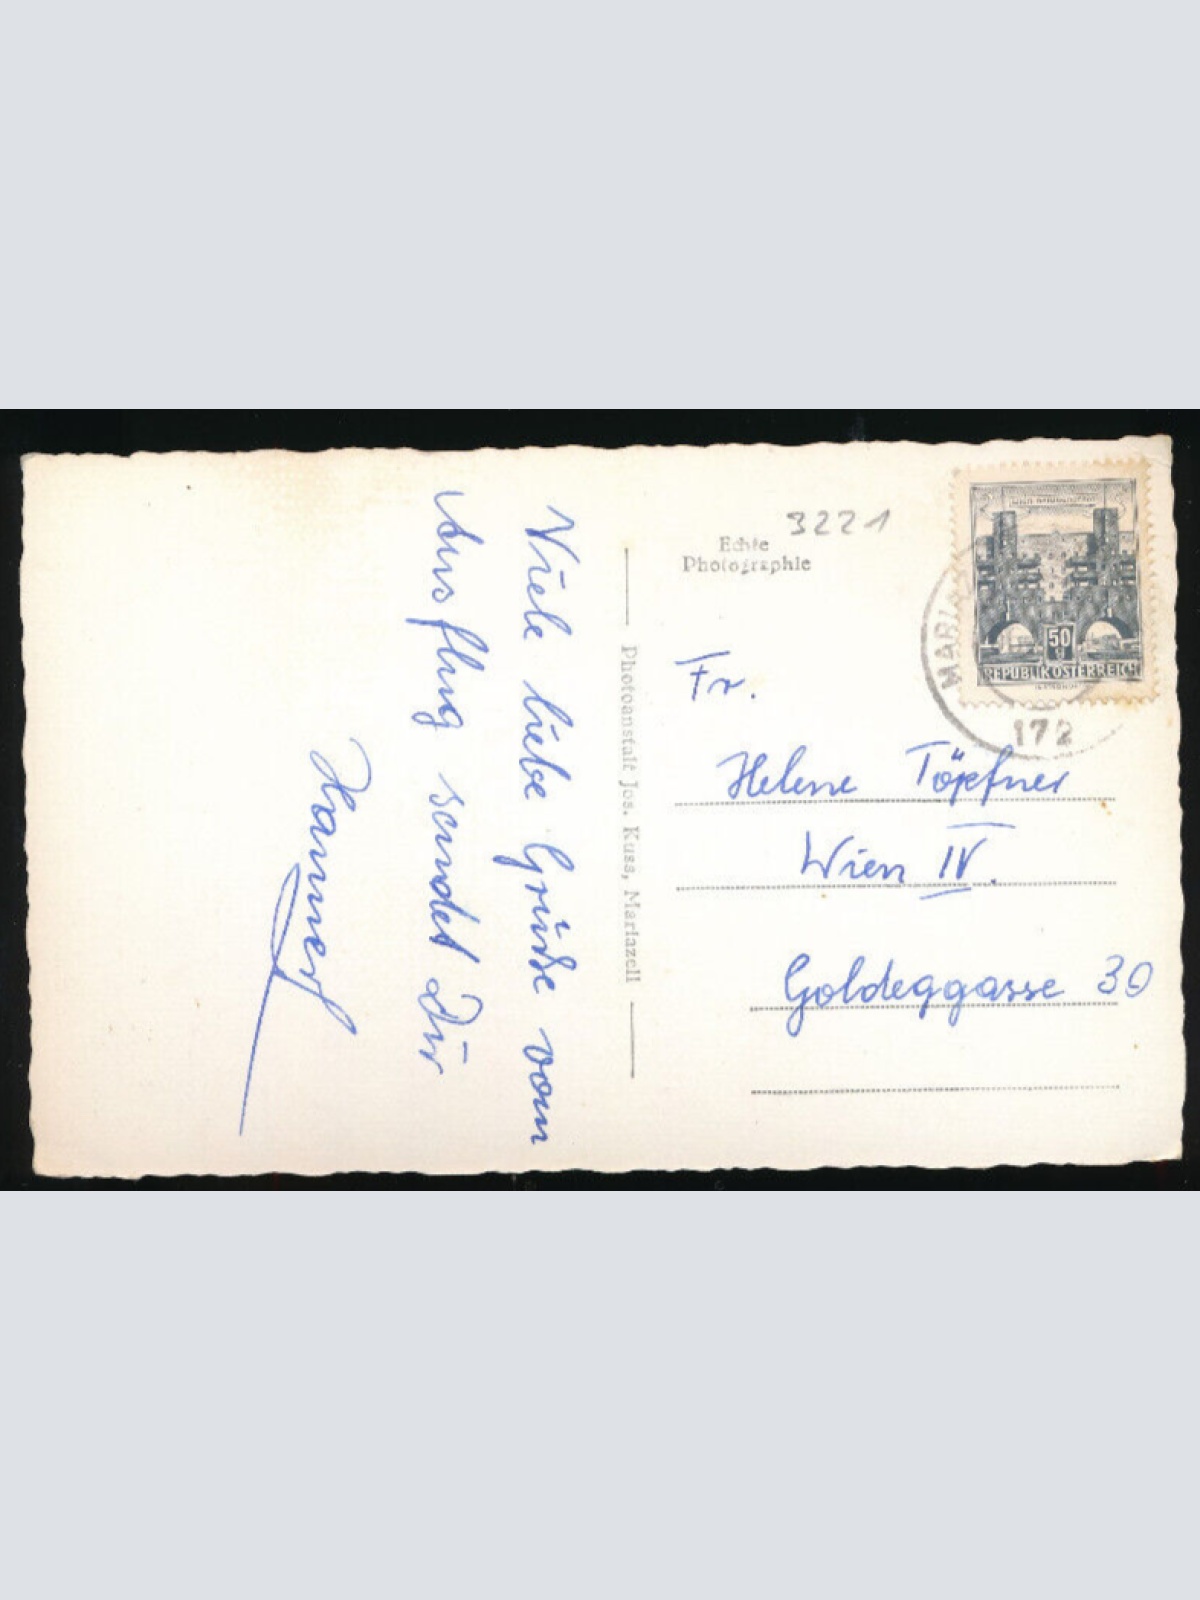 Viele liebe Grüße vom
Ausflug sendet Dir
Hannerl
Photoanstalt Jos. Kuss, Mariazell
Echte
Photographie
3221
Fr.
Helene Töpfner
Wien IV.
Goldeggasse 30
50 g
REPUBLIK ÖSTERREICH
172